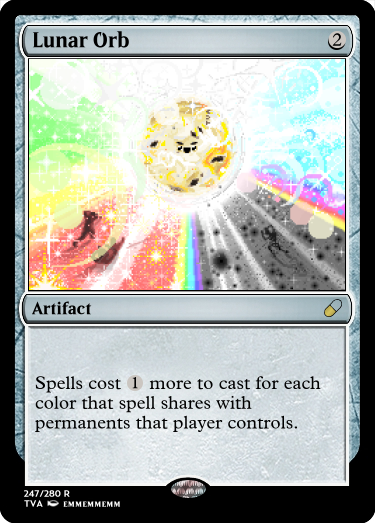 Lunar Orb 2
TVA
Artifact
Spells cost 1 more to cast for each
color that spell shares with
permanents that player controls.
247/280 R
TVA EMMEMMEMM